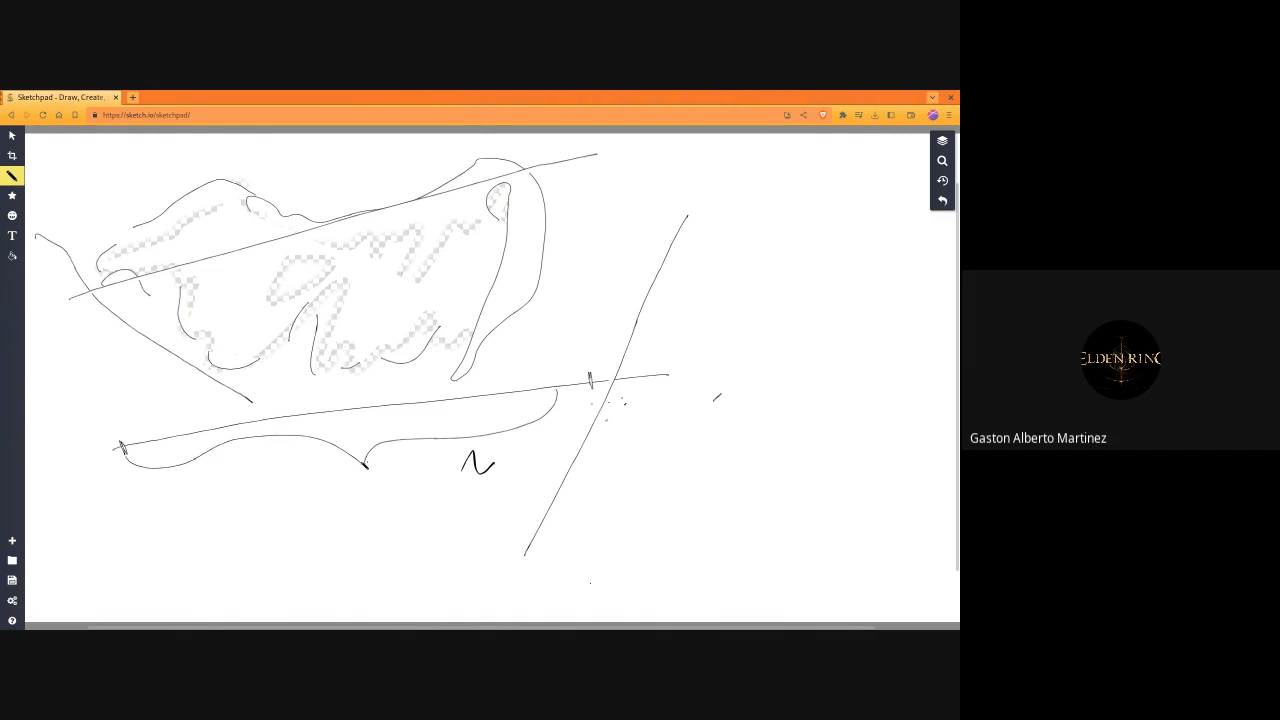 Sketchpad - Draw, Create,
https://sketch.io/sketchpad/
T
ELDEN RING
N
Gaston Alberto Martinez